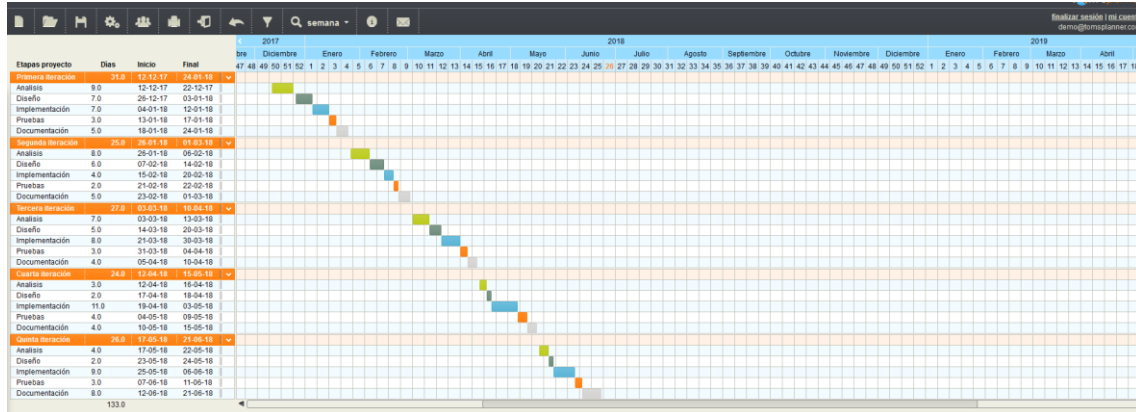 semana
finalizar sesión | mi cuen
demo@tomsplanner.co
2017 2018 2019
bre Diciembre Enero Febrero Marzo Abril Mayo Junio Julio Agosto Septiembre Octubre Noviembre Diciembre Enero Febrero Marzo Abril
Etapas proyecto Dias Inicio Final 47 48 49 50 51 52 1 2 3 4 5 6 7 8 9 10 11 12 13 14 15 16 17 18 19 20 21 22 23 24 25 26 27 28 29 30 31 32 33 34 35 36 37 38 39 40 41 42 43 44 45 46 47 48 49 50 51 52 1 2 3 4 5 6 7 8 9 10 11 12 13 14 15 16 17 18
Primera iteración 31.0 12-12-17 24-01-18
Analisis 9.0 12-12-17 22-12-17
Diseño 7.0 26-12-17 03-01-18
Implementación 7.0 04-01-18 12-01-18
Pruebas 3.0 13-01-18 17-01-18
Documentación 5.0 18-01-18 24-01-18
Segunda iteración 25.0 26-01-18 01-03-18
Analisis 8.0 26-01-18 06-02-18
Diseño 6.0 07-02-18 14-02-18
Implementación 4.0 15-02-18 20-02-18
Pruebas 2.0 21-02-18 22-02-18
Documentación 5.0 23-02-18 01-03-18
Tercera iteración 27.0 03-03-18 10-04-18
Analisis 7.0 03-03-18 13-03-18
Diseño 5.0 14-03-18 20-03-18
Implementación 8.0 21-03-18 30-03-18
Pruebas 3.0 31-03-18 04-04-18
Documentación 4.0 05-04-18 10-04-18
Cuarta iteración 24.0 12-04-18 15-05-18
Analisis 3.0 12-04-18 16-04-18
Diseño 2.0 17-04-18 18-04-18
Implementación 11.0 19-04-18 03-05-18
Pruebas 4.0 04-05-18 09-05-18
Documentación 4.0 10-05-18 15-05-18
Quinta iteración 26.0 17-05-18 21-06-18
Analisis 4.0 17-05-18 22-05-18
Diseño 2.0 23-05-18 24-05-18
Implementación 9.0 25-05-18 06-06-18
Pruebas 3.0 07-06-18 11-06-18
Documentación 8.0 12-06-18 21-06-18
133.0